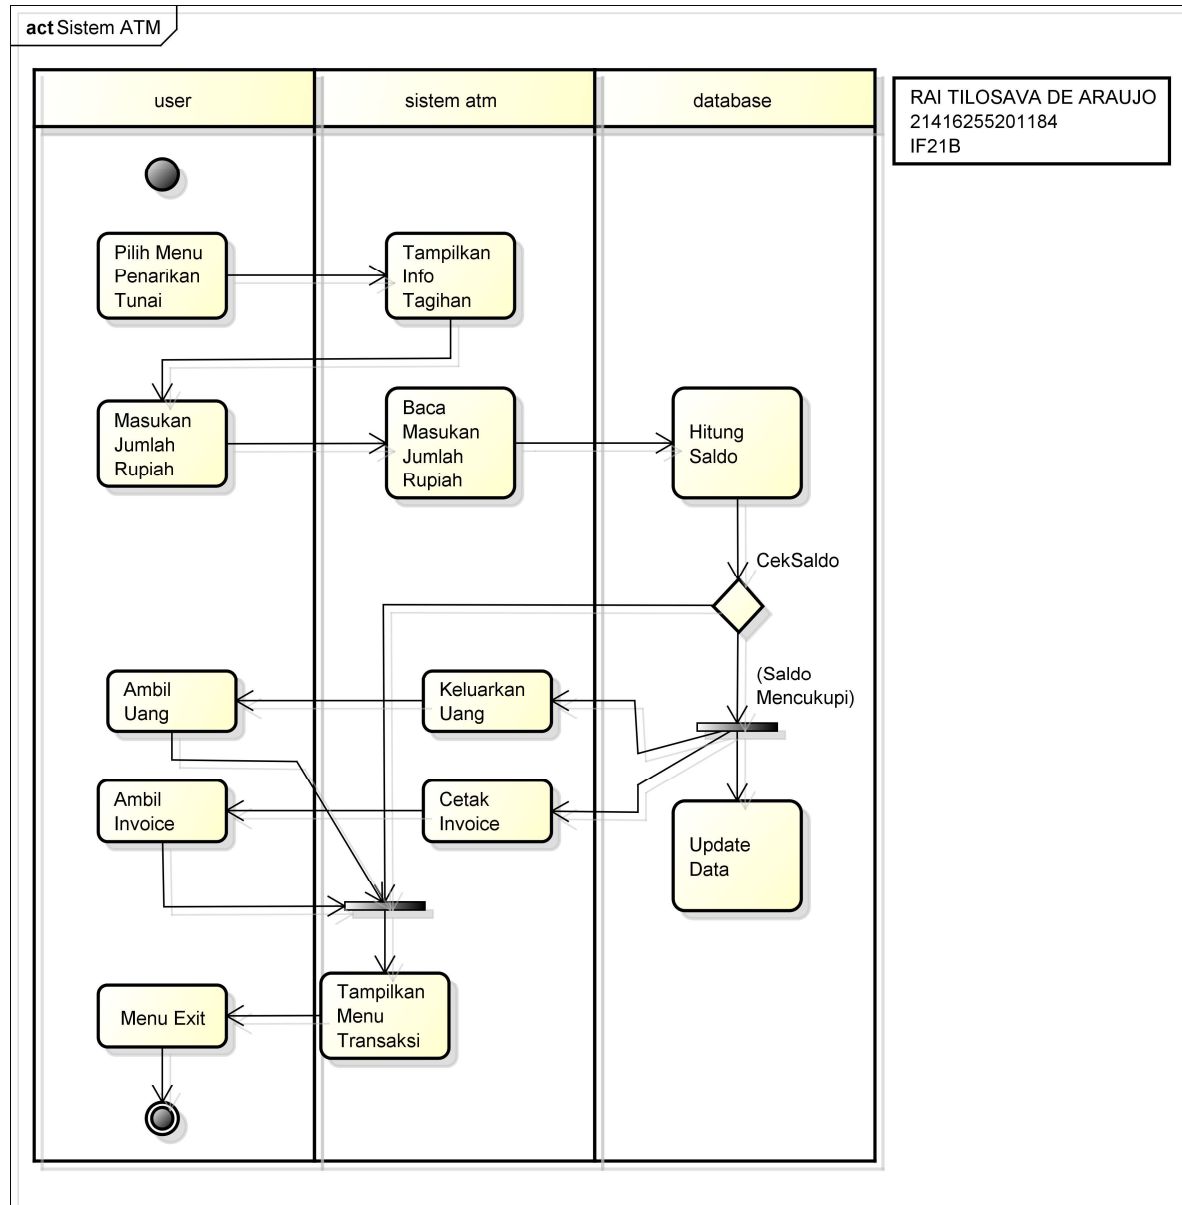 act Sistem ATM
user
sistem atm
database
RAI TILOSAVA DE ARAUJO
21416255201184
IF21B
Pilih Menu
Penarikan
Tunai
Tampilkan
Info
Tagihan
Masukan
Jumlah
Rupiah
Baca
Masukan
Jumlah
Rupiah
Hitung
Saldo
CekSaldo
(Saldo
Mencukupi)
Ambil
Uang
Keluarkan
Uang
Ambil
Invoice
Cetak
Invoice
Update
Data
Menu Exit
Tampilkan
Menu
Transaksi